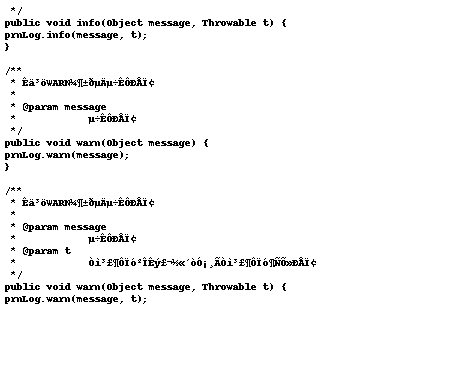 */
public void info(Object message, Throwable t) {
prnLog.info(message, t);
}
/**
* Êä³öWARN¼¶±ðµÄµ÷ÊÔÐÅÏ¢
*
* @param message
* µ÷ÊÔÐÅÏ¢
*/
public void warn(Object message) {
prnLog.warn(message);
}
/**
* Êä³öWARN¼¶±ðµÄµ÷ÊÔÐÅÏ¢
*
* @param message
* µ÷ÊÔÐÅÏ¢
* @param t
* Òì³£¶ÔÏó²ÎÊý£¬½«´òÓ¡¸ÃÒì³£¶ÔÏó¶ÑÕ»ÐÅÏ¢
*/
public void warn(Object message, Throwable t) {
prnLog.warn(message, t);